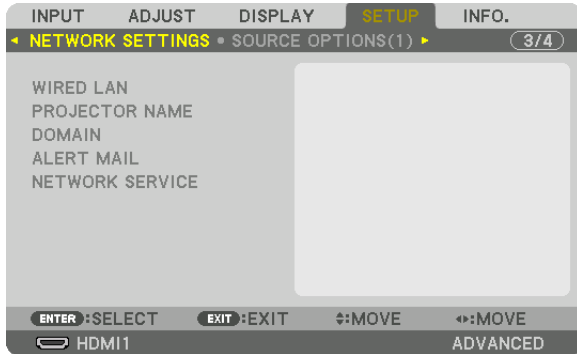 INPUT ADJUST DISPLAY SETUP INFO.
NETWORK SETTINGS • SOURCE OPTIONS(1) 3/4
WIRED LAN
PROJECTOR NAME
DOMAIN
ALERT MAIL
NETWORK SERVICE
ENTER :SELECT EXIT :EXIT :MOVE :MOVE
HDMI1 ADVANCED